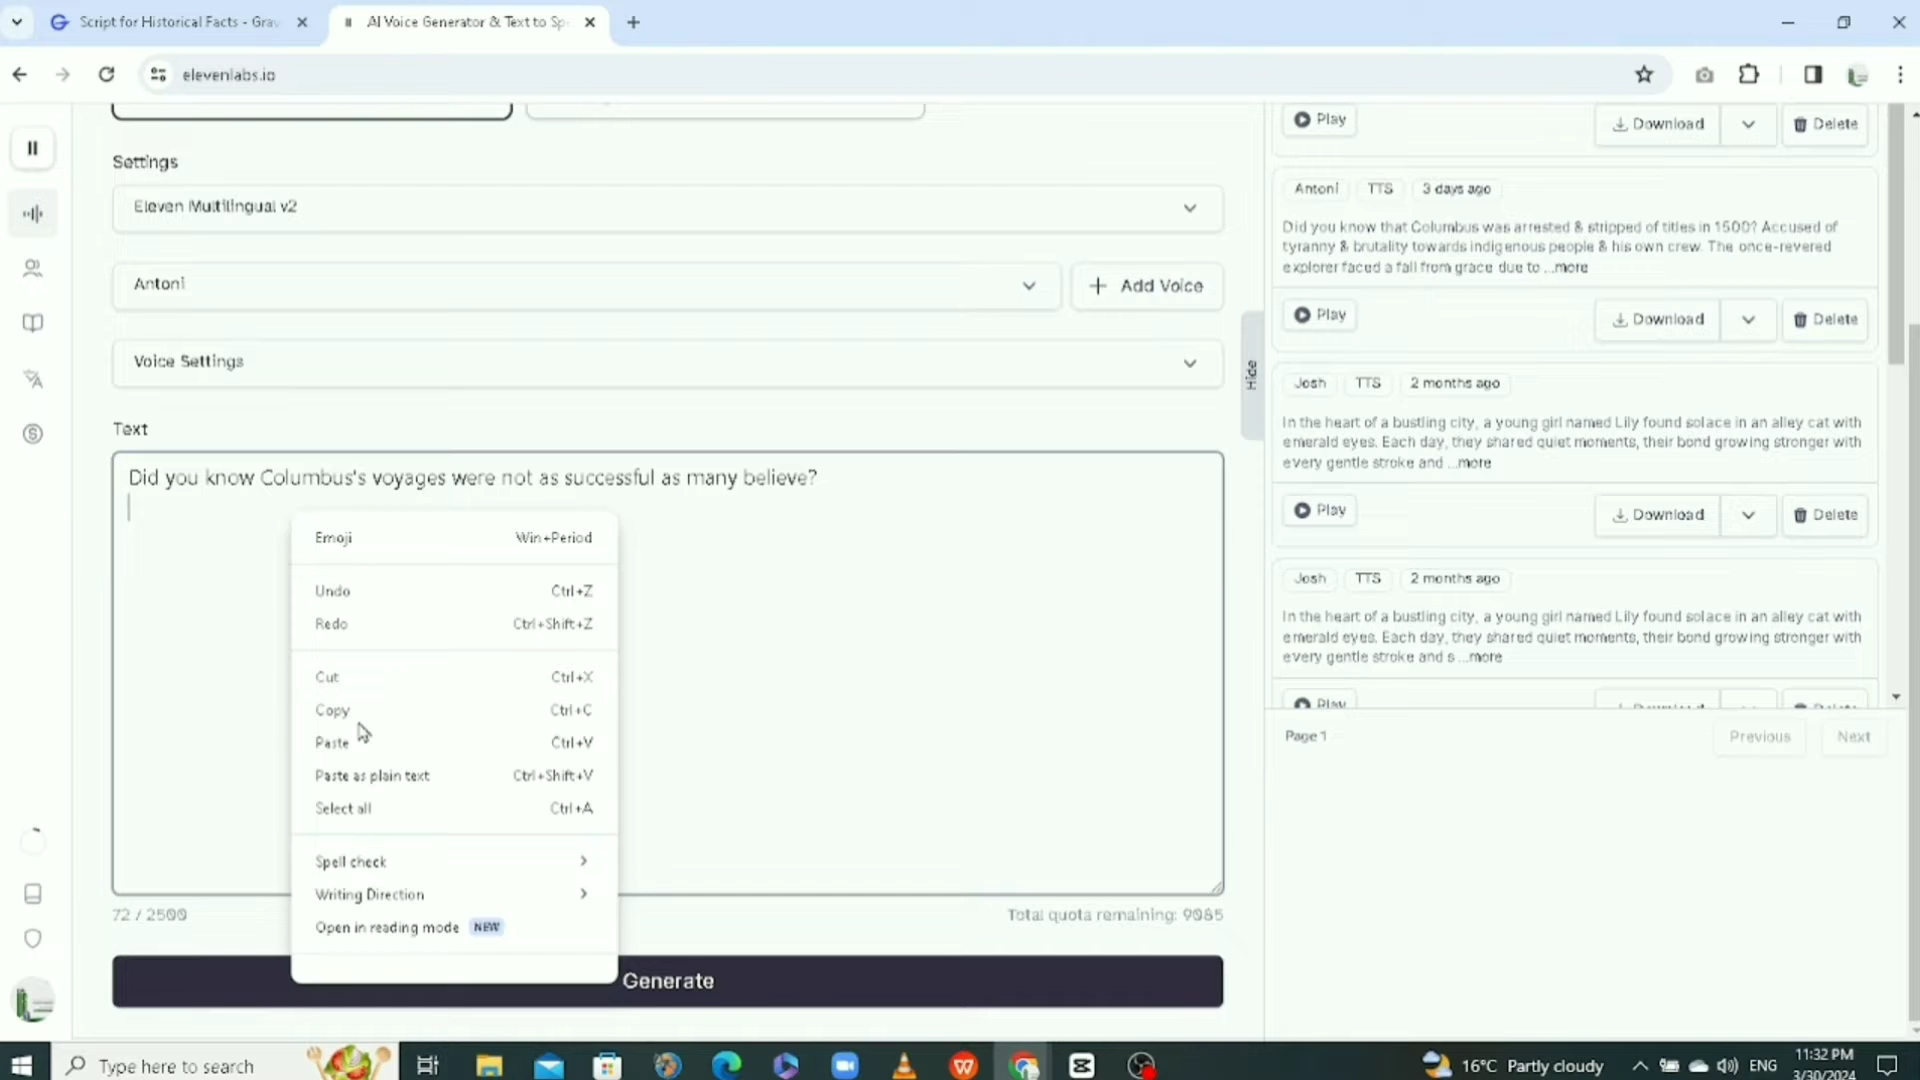 Script for Historical Facts - Grav
AI Voice Generator & Text to Sp
elevenlabs.io
Settings
Eleven Multilingual v2
Antoni
Add Voice
Voice Settings
Text
Did you know Columbus's voyages were not as successful as many believe?
Emoji Win+Period
Undo Ctrl+Z
Redo Ctrl+Shift+Z
Cut Ctrl+X
Copy Ctrl+C
Paste Ctrl+V
Paste as plain text Ctrl+Shift+V
Select all Ctrl+A
Spell check
Writing Direction
Open in reading mode NEW
72 / 2500
Total quota remaining: 9085
Generate
Hide
Play Download Delete
Antoni TTS 3 days ago
Did you know that Columbus was arrested & stripped of titles in 1500? Accused of
tyranny & brutality towards indigenous people & his own crew. The once-revered
explorer faced a fall from grace due to ...more
Play Download Delete
Josh TTS 2 months ago
In the heart of a bustling city, a young girl named Lily found solace in an alley cat with
emerald eyes. Each day, they shared quiet moments, their bond growing stronger with
every gentle stroke and ...more
Play Download Delete
Josh TTS 2 months ago
In the heart of a bustling city, a young girl named Lily found solace in an alley cat with
emerald eyes. Each day, they shared quiet moments, their bond growing stronger with
every gentle stroke and s ...more
Play
Page 1
Previous Next
Type here to search
16°C Partly cloudy
ENG
11:32 PM
3/30/2024